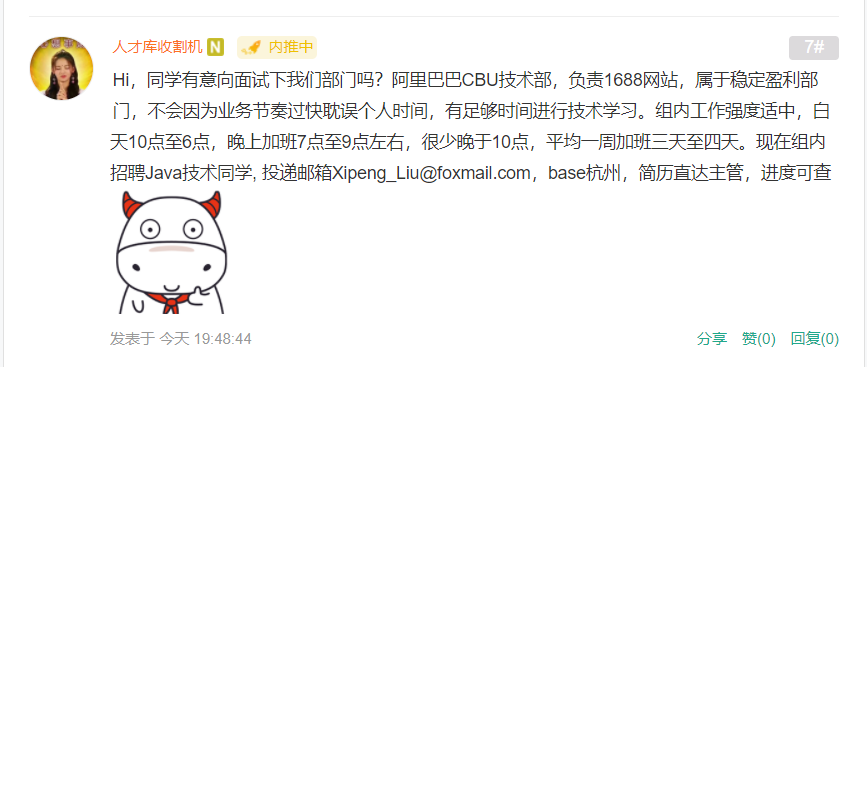 人才库收割机 N 内推中 7#
Hi，同学有意向面试下我们部门吗？阿里巴巴CBU技术部，负责1688网站，属于稳定盈利部
门，不会因为业务节奏过快耽误个人时间，有足够时间进行技术学习。组内工作强度适中，白
天10点至6点，晚上加班7点至9点左右，很少晚于10点，平均一周加班三天至四天。现在组内
招聘Java技术同学, 投递邮箱Xipeng_Liu@foxmail.com，base杭州，简历直达主管，进度可查
发表于 今天 19:48:44 分享 赞(0) 回复(0)